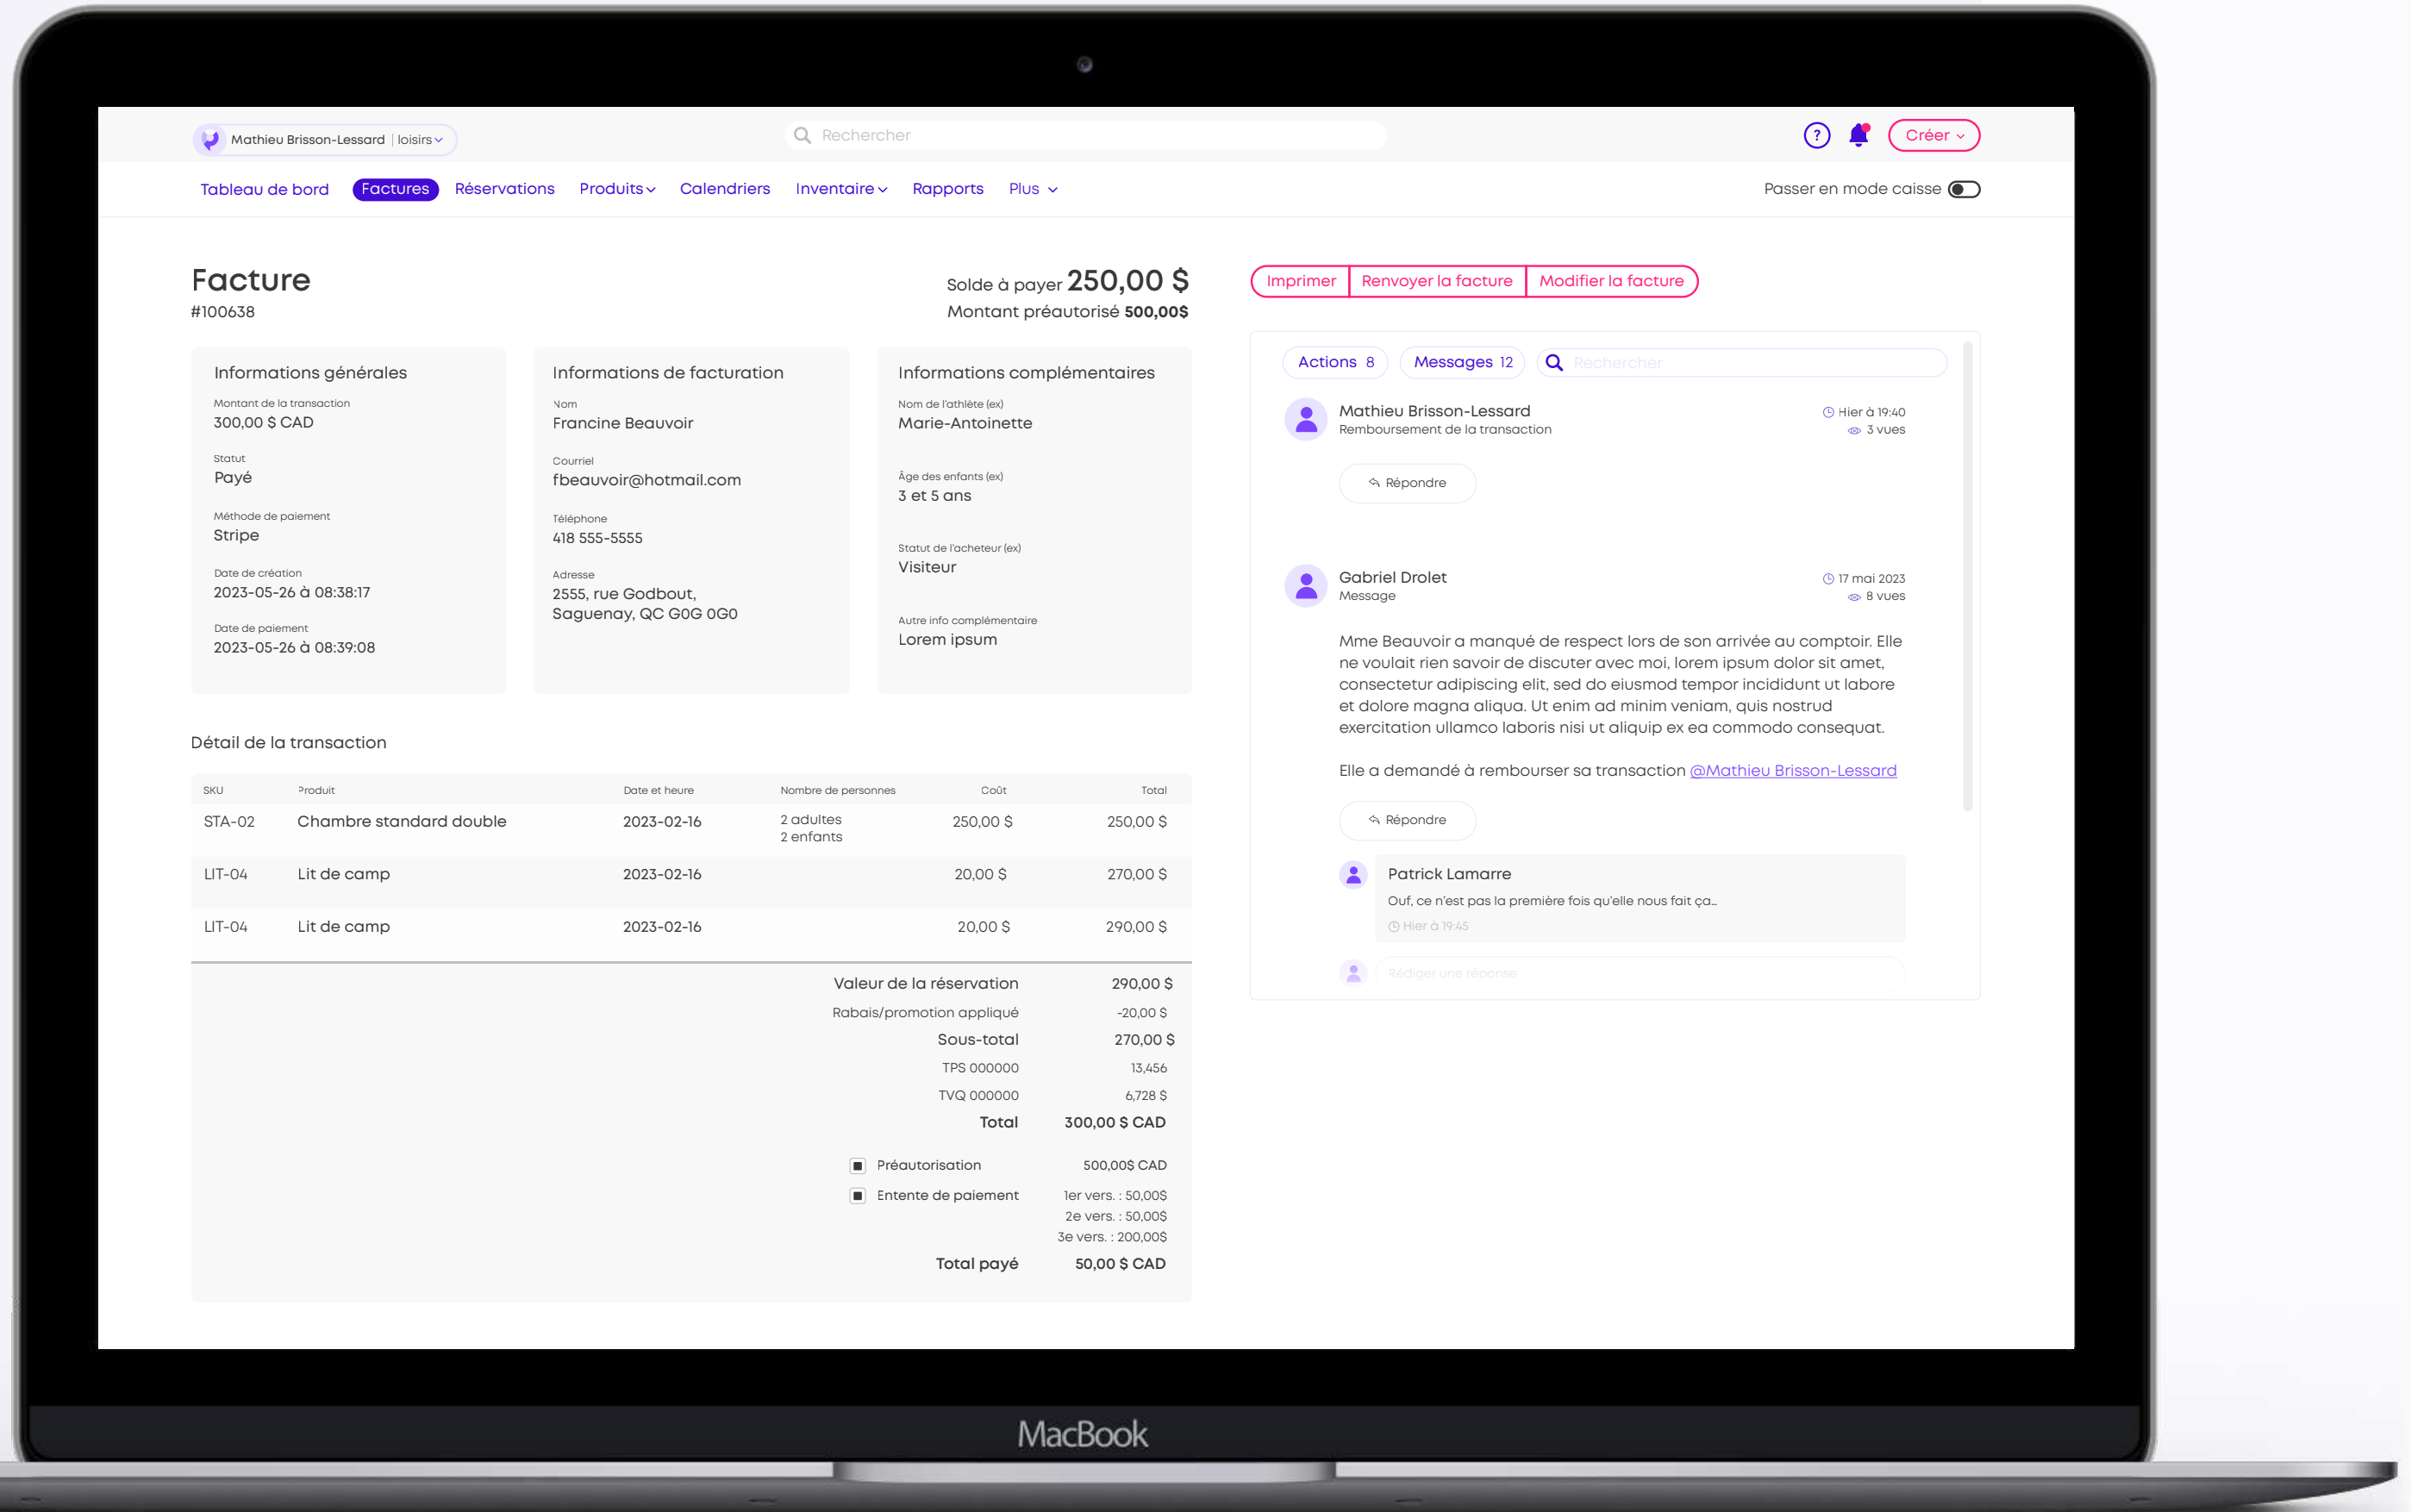 Mathieu Brisson-Lessard | loisirs
Rechercher
?
Créer
Tableau de bord
Factures
Réservations
Produits
Calendriers
Inventaire
Rapports
Plus
Passer en mode caisse
Facture
#100638
Solde à payer 250,00 $
Montant préautorisé 500,00$
Imprimer
Renvoyer la facture
Modifier la facture
Informations générales
Montant de la transaction
300,00 $ CAD
Statut
Payé
Méthode de paiement
Stripe
Date de création
2023-05-26 à 08:38:17
Date de paiement
2023-05-26 à 08:39:08
Informations de facturation
Nom
Francine Beauvoir
Courriel
fbeauvoir@hotmail.com
Téléphone
418 555-5555
Adresse
2555, rue Godbout,
Saguenay, QC G0G 0G0
Informations complémentaires
Nom de l'athlète (ex)
Marie-Antoinette
Âge des enfants (ex)
3 et 5 ans
Statut de l'acheteur (ex)
Visiteur
Autre info complémentaire
Lorem ipsum
Détail de la transaction
SKU Produit Date et heure Nombre de personnes Coût Total
STA-02 Chambre standard double 2023-02-16 2 adultes 250,00 $ 250,00 $
2 enfants
LIT-04 Lit de camp 2023-02-16 20,00 $ 270,00 $
LIT-04 Lit de camp 2023-02-16 20,00 $ 290,00 $
Valeur de la réservation 290,00 $
Rabais/promotion appliqué -20,00 $
Sous-total 270,00 $
TPS 000000 13,456
TVQ 000000 6,728 $
Total 300,00 $ CAD
Préautorisation 500,00$ CAD
Entente de paiement 1er vers. : 50,00$
2e vers. : 50,00$
3e vers. : 200,00$
Total payé 50,00 $ CAD
Actions 8
Messages 12
Rechercher
Mathieu Brisson-Lessard
Remboursement de la transaction
Hier à 19:40
3 vues
Répondre
Gabriel Drolet
Message
17 mai 2023
8 vues
Mme Beauvoir a manqué de respect lors de son arrivée au comptoir. Elle
ne voulait rien savoir de discuter avec moi, lorem ipsum dolor sit amet,
consectetur adipiscing elit, sed do eiusmod tempor incididunt ut labore
et dolore magna aliqua. Ut enim ad minim veniam, quis nostrud
exercitation ullamco laboris nisi ut aliquip ex ea commodo consequat.
Elle a demandé à rembourser sa transaction @Mathieu Brisson-Lessard
Répondre
Patrick Lamarre
Ouf, ce n'est pas la première fois qu'elle nous fait ça...
Hier à 19:45
Rédiger une réponse
MacBook